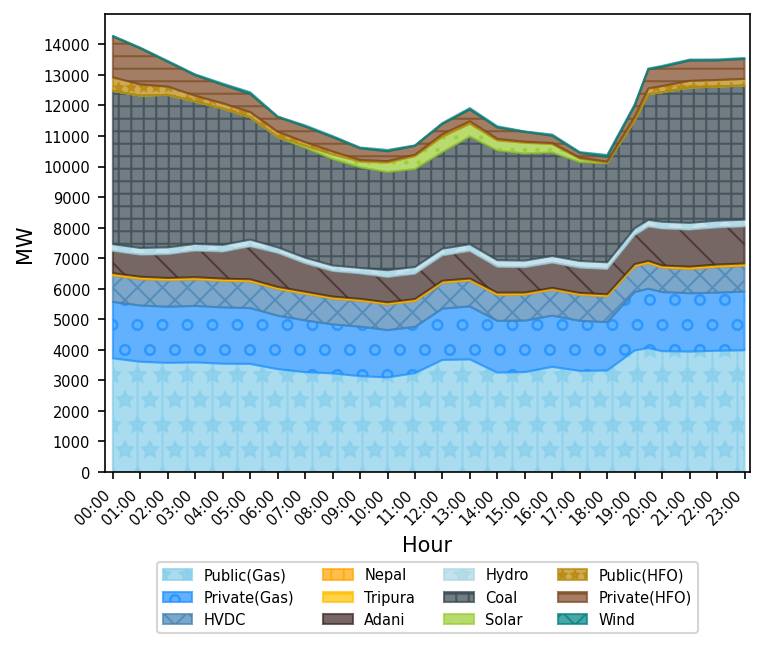 14000
13000
12000
11000
10000
9000
8000
7000
6000
5000
4000
3000
2000
1000
0
MW
00:00 01:00 02:00 03:00 04:00 05:00 06:00 07:00 08:00 09:00 10:00 11:00 12:00 13:00 14:00 15:00 16:00 17:00 18:00 19:00 20:00 21:00 22:00 23:00
Hour
Public(Gas) Nepal Hydro Public(HFO)
Private(Gas) Tripura Coal Private(HFO)
HVDC Adani Solar Wind